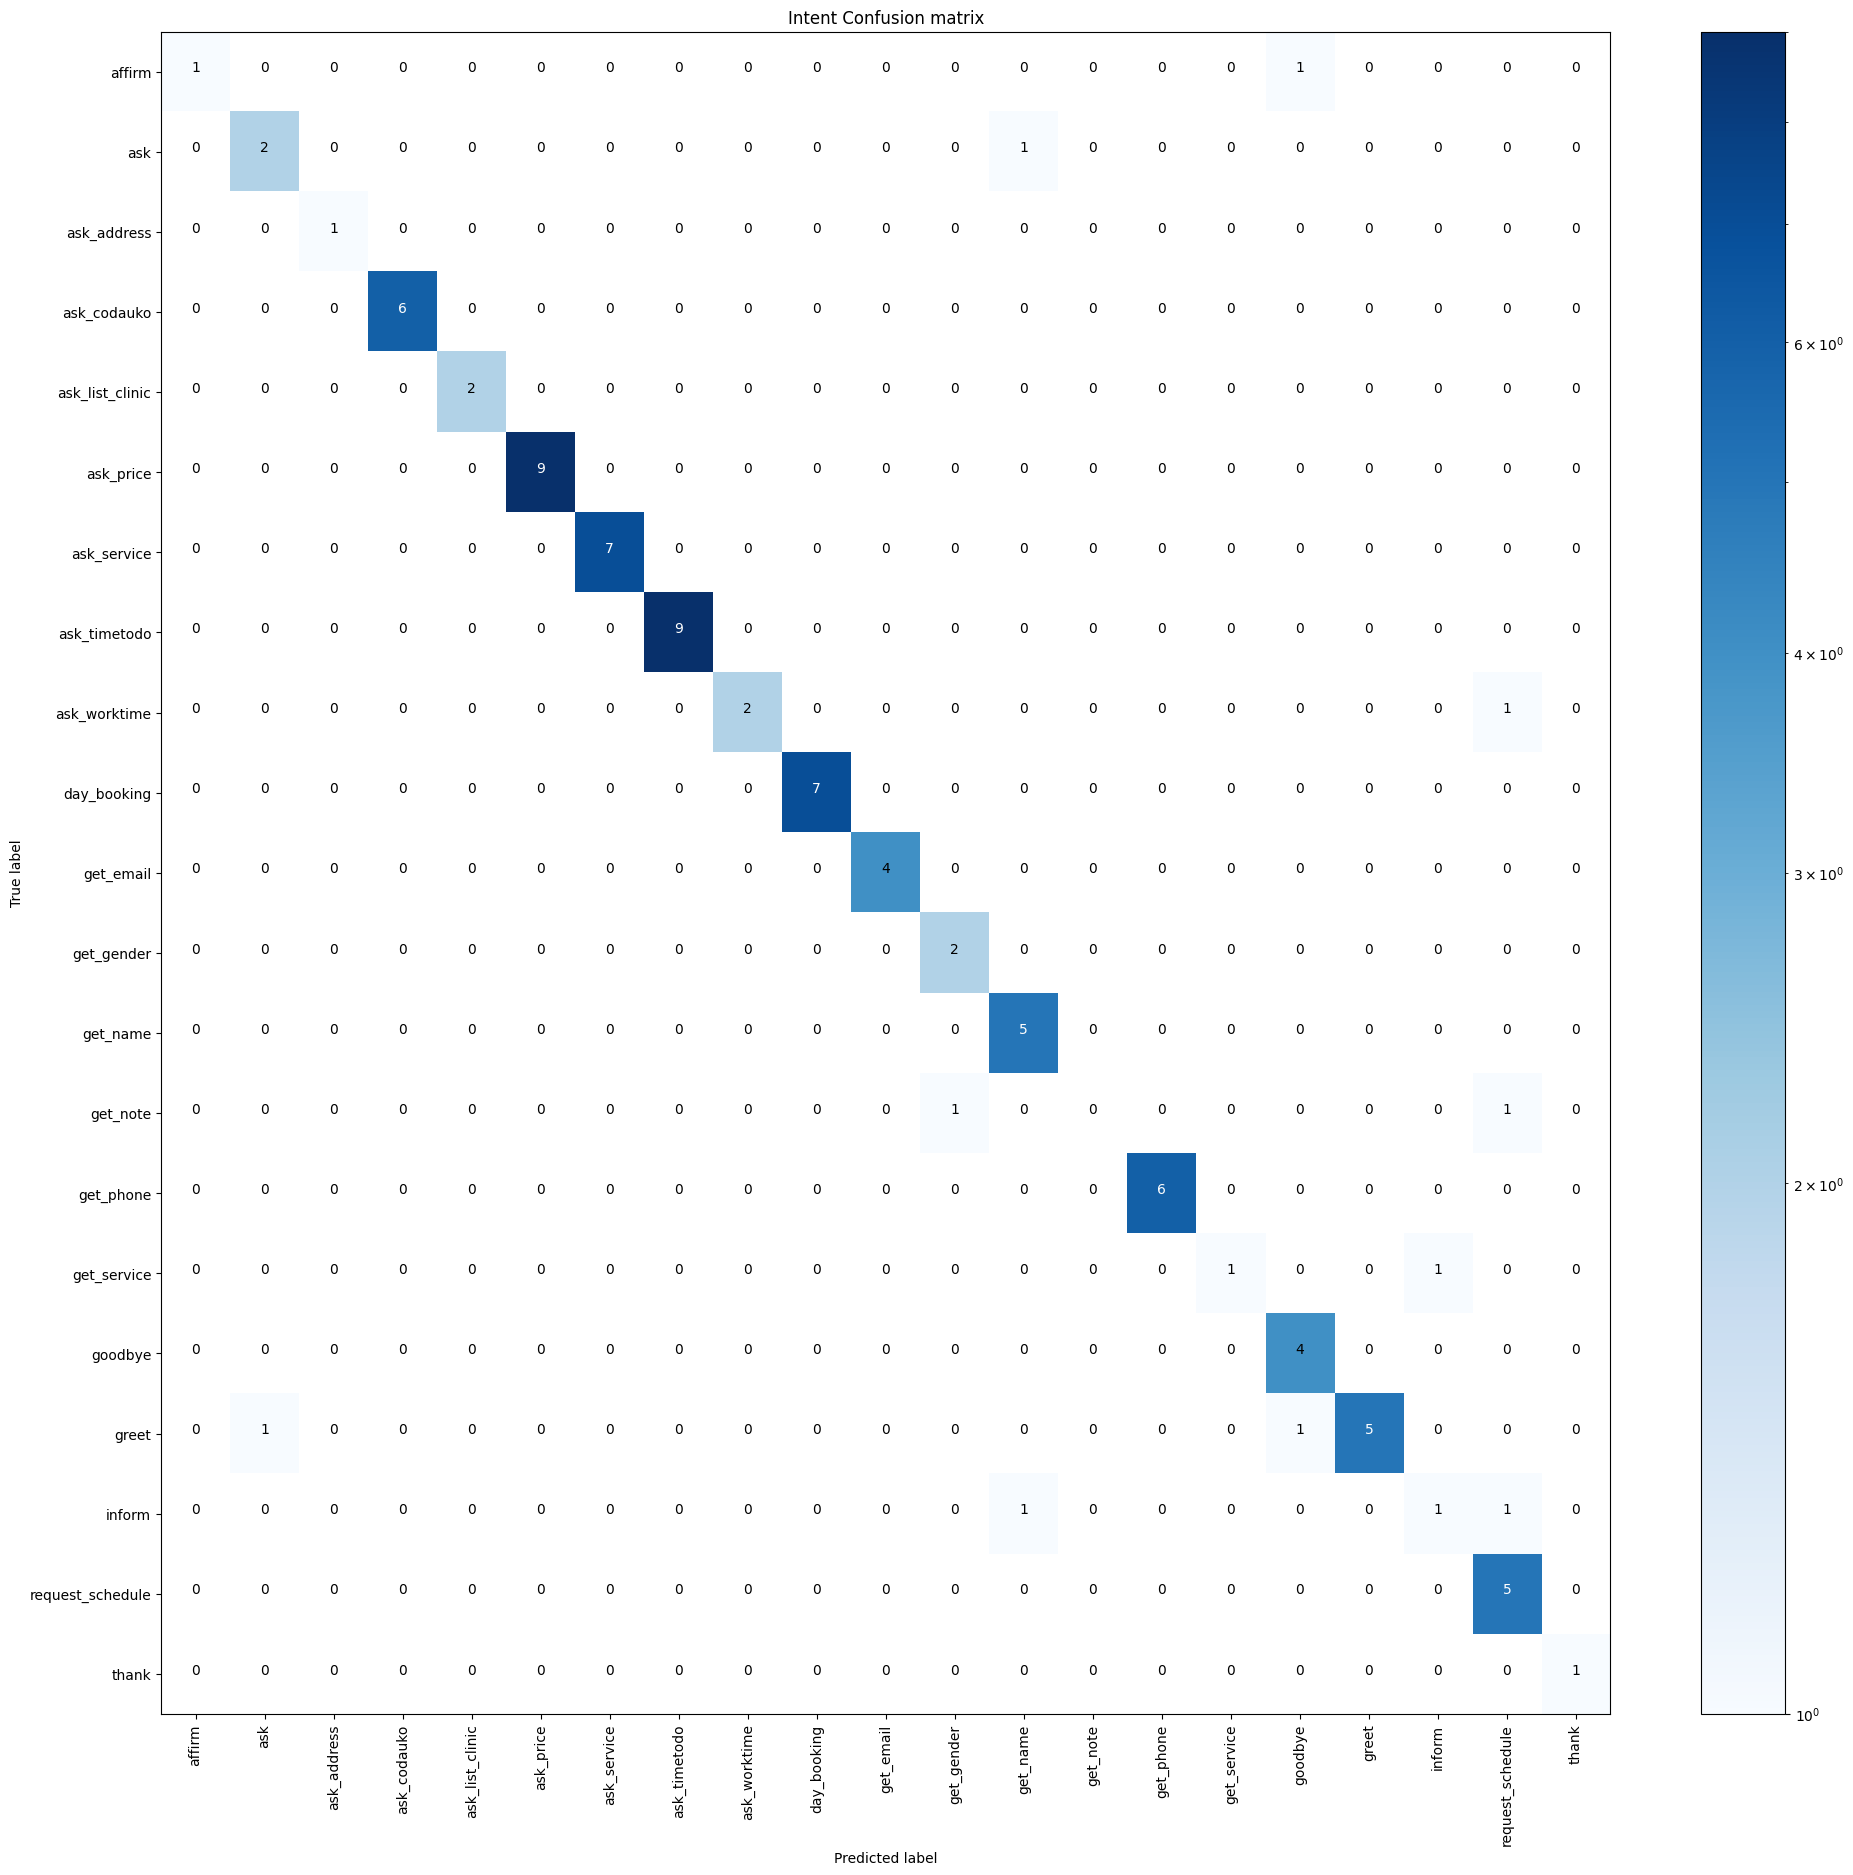 Intent Confusion matrix
affirm 1 0 0 0 0 0 0 0 0 0 0 0 0 0 0 0 1 0 0 0 0
ask 0 2 0 0 0 0 0 0 0 0 0 0 1 0 0 0 0 0 0 0 0
ask_address 0 0 1 0 0 0 0 0 0 0 0 0 0 0 0 0 0 0 0 0 0
ask_codauko 0 0 0 6 0 0 0 0 0 0 0 0 0 0 0 0 0 0 0 0 0
6 × 10⁰
ask_list_clinic 0 0 0 0 2 0 0 0 0 0 0 0 0 0 0 0 0 0 0 0 0
ask_price 0 0 0 0 0 9 0 0 0 0 0 0 0 0 0 0 0 0 0 0 0
ask_service 0 0 0 0 0 0 7 0 0 0 0 0 0 0 0 0 0 0 0 0 0
ask_timetodo 0 0 0 0 0 0 0 9 0 0 0 0 0 0 0 0 0 0 0 0 0
4 × 10⁰
ask_worktime 0 0 0 0 0 0 0 0 2 0 0 0 0 0 0 0 0 0 0 1 0
day_booking 0 0 0 0 0 0 0 0 0 7 0 0 0 0 0 0 0 0 0 0 0
True label
get_email 0 0 0 0 0 0 0 0 0 0 4 0 0 0 0 0 0 0 0 0 0
3 × 10⁰
get_gender 0 0 0 0 0 0 0 0 0 0 0 2 0 0 0 0 0 0 0 0 0
get_name 0 0 0 0 0 0 0 0 0 0 0 0 5 0 0 0 0 0 0 0 0
get_note 0 0 0 0 0 0 0 0 0 0 0 1 0 0 0 0 0 0 0 1 0
get_phone 0 0 0 0 0 0 0 0 0 0 0 0 0 0 6 0 0 0 0 0 0
2 × 10⁰
get_service 0 0 0 0 0 0 0 0 0 0 0 0 0 0 0 1 0 0 1 0 0
goodbye 0 0 0 0 0 0 0 0 0 0 0 0 0 0 0 0 4 0 0 0 0
greet 0 1 0 0 0 0 0 0 0 0 0 0 0 0 0 0 1 5 0 0 0
inform 0 0 0 0 0 0 0 0 0 0 0 0 1 0 0 0 0 0 1 1 0
request_schedule 0 0 0 0 0 0 0 0 0 0 0 0 0 0 0 0 0 0 0 5 0
thank 0 0 0 0 0 0 0 0 0 0 0 0 0 0 0 0 0 0 0 0 1
10⁰
affirm
ask
ask_address
ask_codauko
ask_list_clinic
ask_price
ask_service
ask_timetodo
ask_worktime
day_booking
get_email
get_gender
get_name
get_note
get_phone
get_service
goodbye
greet
inform
request_schedule
thank
Predicted label